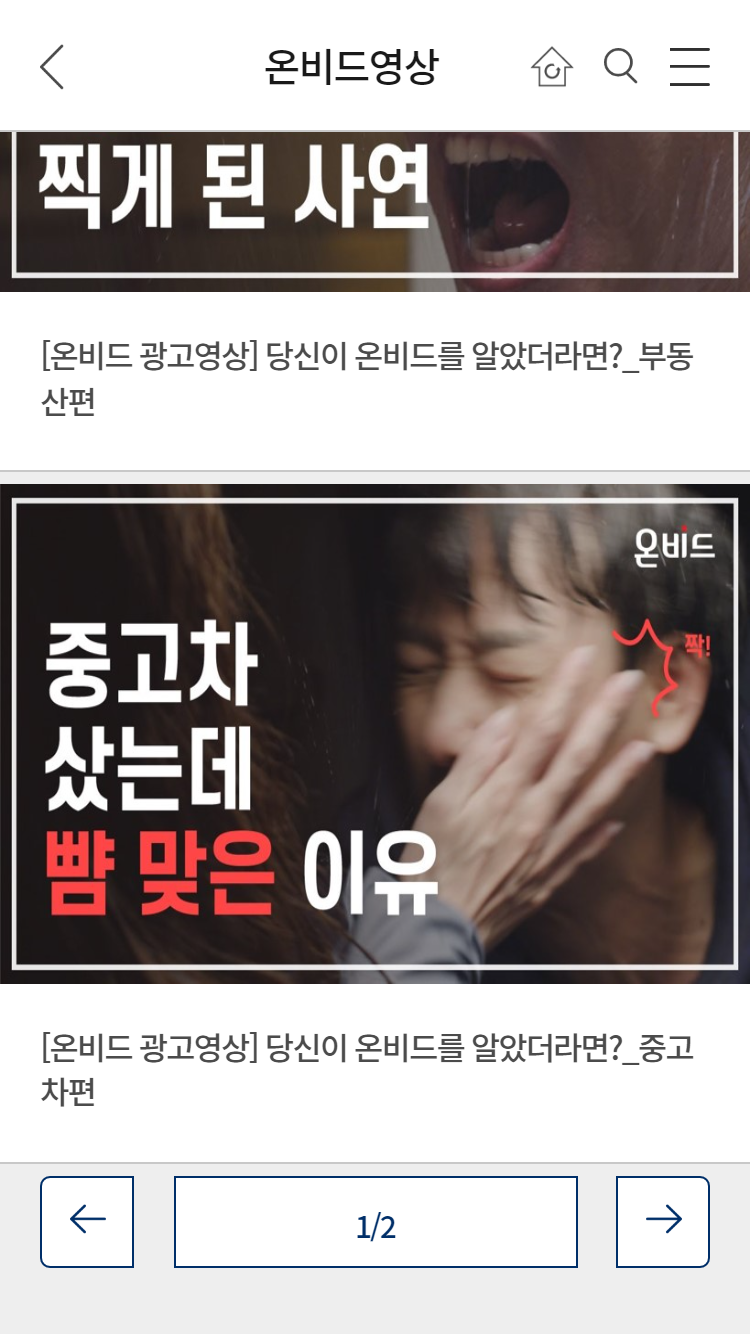 온비드영상
찍게 된 사연
[온비드 광고영상] 당신이 온비드를 알았더라면?_부동
산편
온비드
짝!
중고차
샀는데
뺨 맞은 이유
[온비드 광고영상] 당신이 온비드를 알았더라면?_중고
차편
1/2